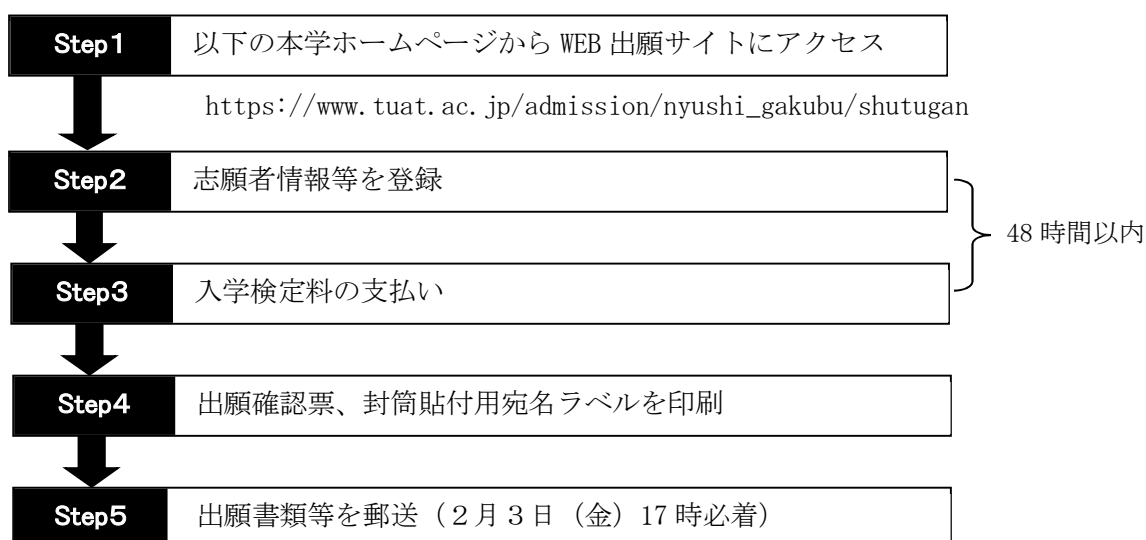 Step1 以下の本学ホームページから WEB 出願サイトにアクセス
https://www.tuat.ac.jp/admission/nyushi_gakubu/shutugan
Step2 志願者情報等を登録
48 時間以内
Step3 入学検定料の支払い
Step4 出願確認票、封筒貼付用宛名ラベルを印刷
Step5 出願書類等を郵送（２月３日（金）17 時必着）